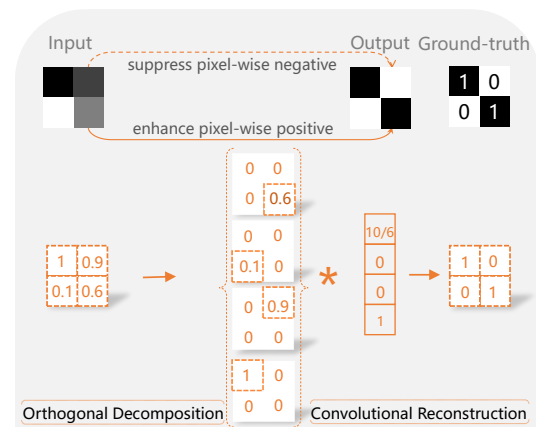 Input
Output
Ground-truth
suppress pixel-wise negative
enhance pixel-wise positive
1 0
0 1
0 0
0 0.6
0 0
0.1 0
0 0.9
0 0
1 0
0 0
1 0.9
0.1 0.6
*
10/6
0
0
1
1 0
0 1
Orthogonal Decomposition
Convolutional Reconstruction